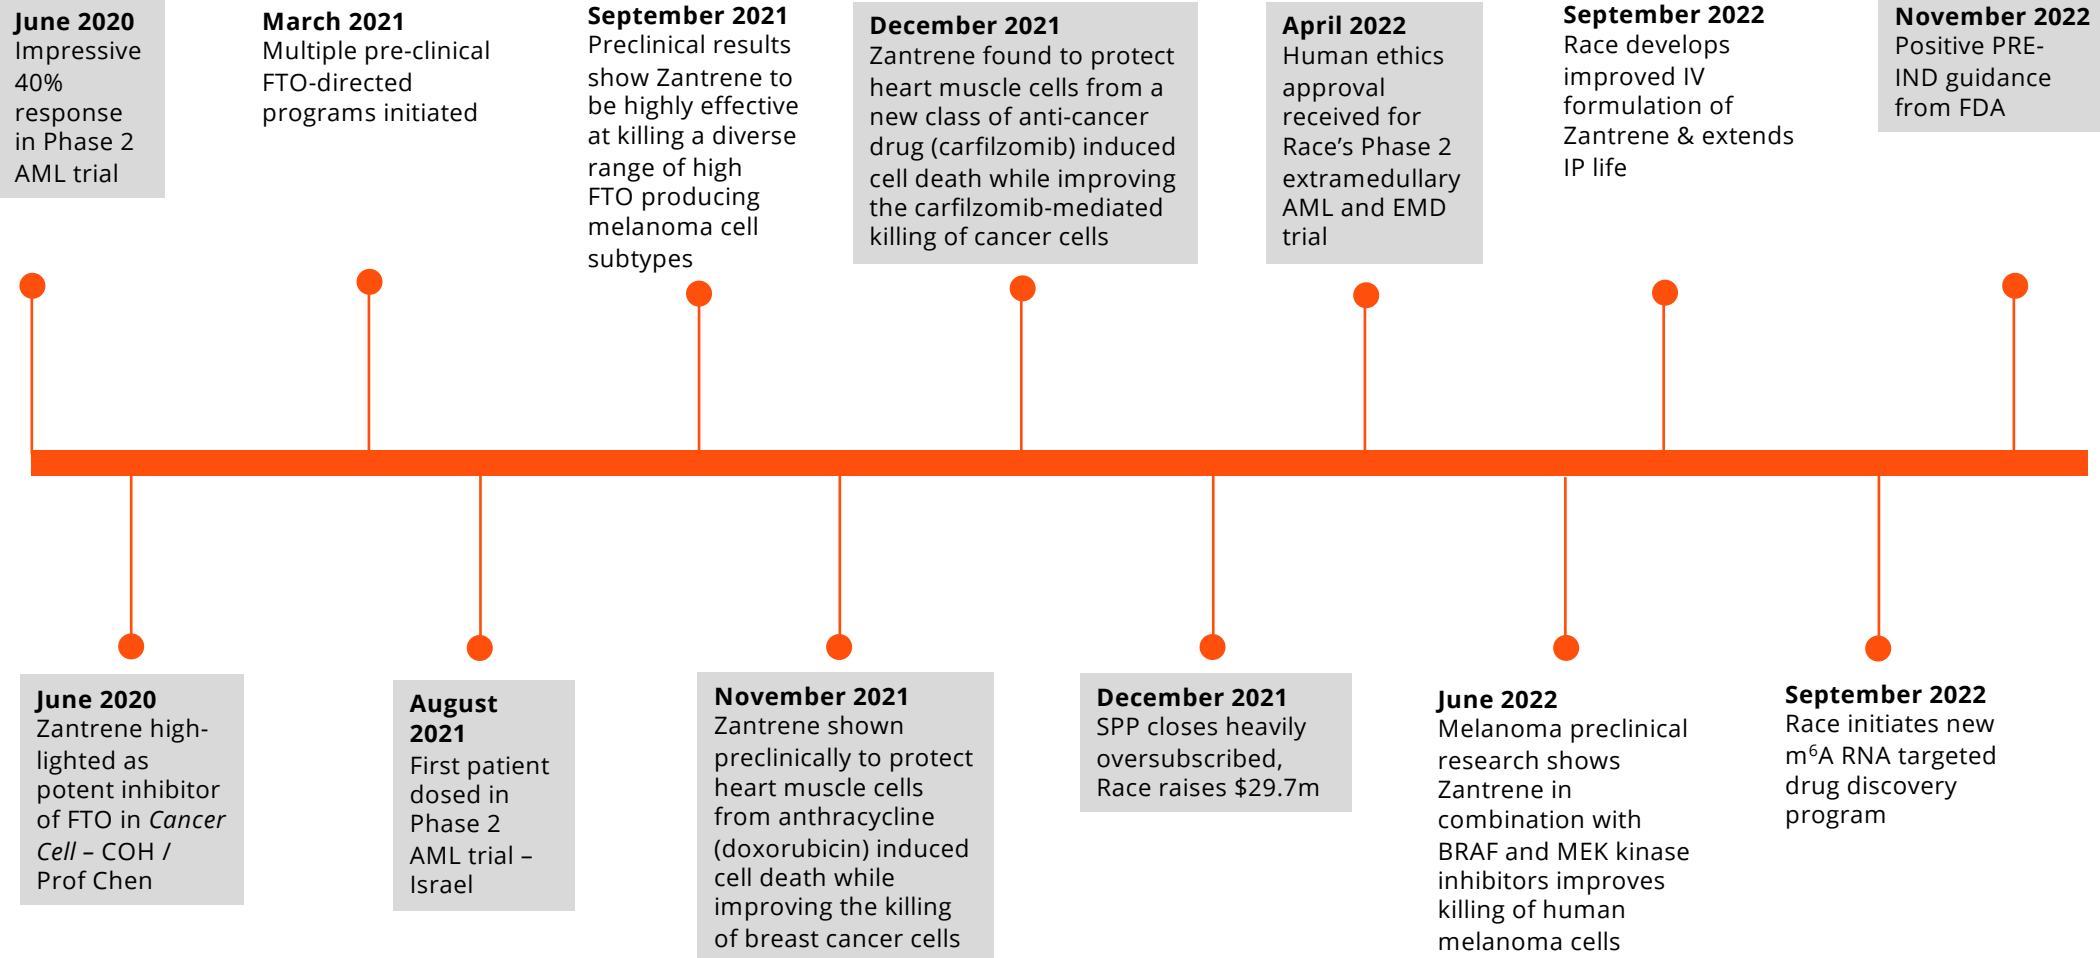 June 2020
Impressive
40%
response
in Phase 2
AML trial
March 2021
Multiple pre-clinical
FTO-directed
programs initiated
September 2021
Preclinical results
show Zantrene to
be highly effective
at killing a diverse
range of high
FTO producing
melanoma cell
subtypes
December 2021
Zantrene found to protect
heart muscle cells from a
new class of anti-cancer
drug (carfilzomib) induced
cell death while improving
the carfilzomib-mediated
killing of cancer cells
April 2022
Human ethics
approval
received for
Race’s Phase 2
extramedullary
AML and EMD
trial
September 2022
Race develops
improved IV
formulation of
Zantrene & extends
IP life
November 2022
Positive PRE-
IND guidance
from FDA
June 2020
Zantrene high-
lighted as
potent inhibitor
of FTO in Cancer
Cell – COH /
Prof Chen
August
2021
First patient
dosed in
Phase 2
AML trial –
Israel
November 2021
Zantrene shown
preclinically to protect
heart muscle cells
from anthracycline
(doxorubicin) induced
cell death while
improving the killing
of breast cancer cells
December 2021
SPP closes heavily
oversubscribed,
Race raises $29.7m
June 2022
Melanoma preclinical
research shows
Zantrene in
combination with
BRAF and MEK kinase
inhibitors improves
killing of human
melanoma cells
September 2022
Race initiates new
m⁶A RNA targeted
drug discovery
program